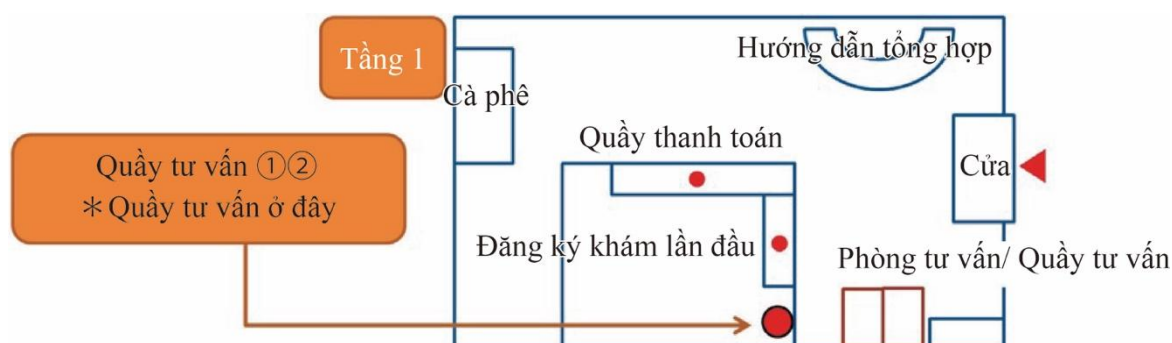 Tầng 1
Hướng dẫn tổng hợp
Cà phê
Quầy thanh toán
Quầy tư vấn ①②
＊Quầy tư vấn ở đây
Cửa
Đăng ký khám lần đầu
Phòng tư vấn/ Quầy tư vấn